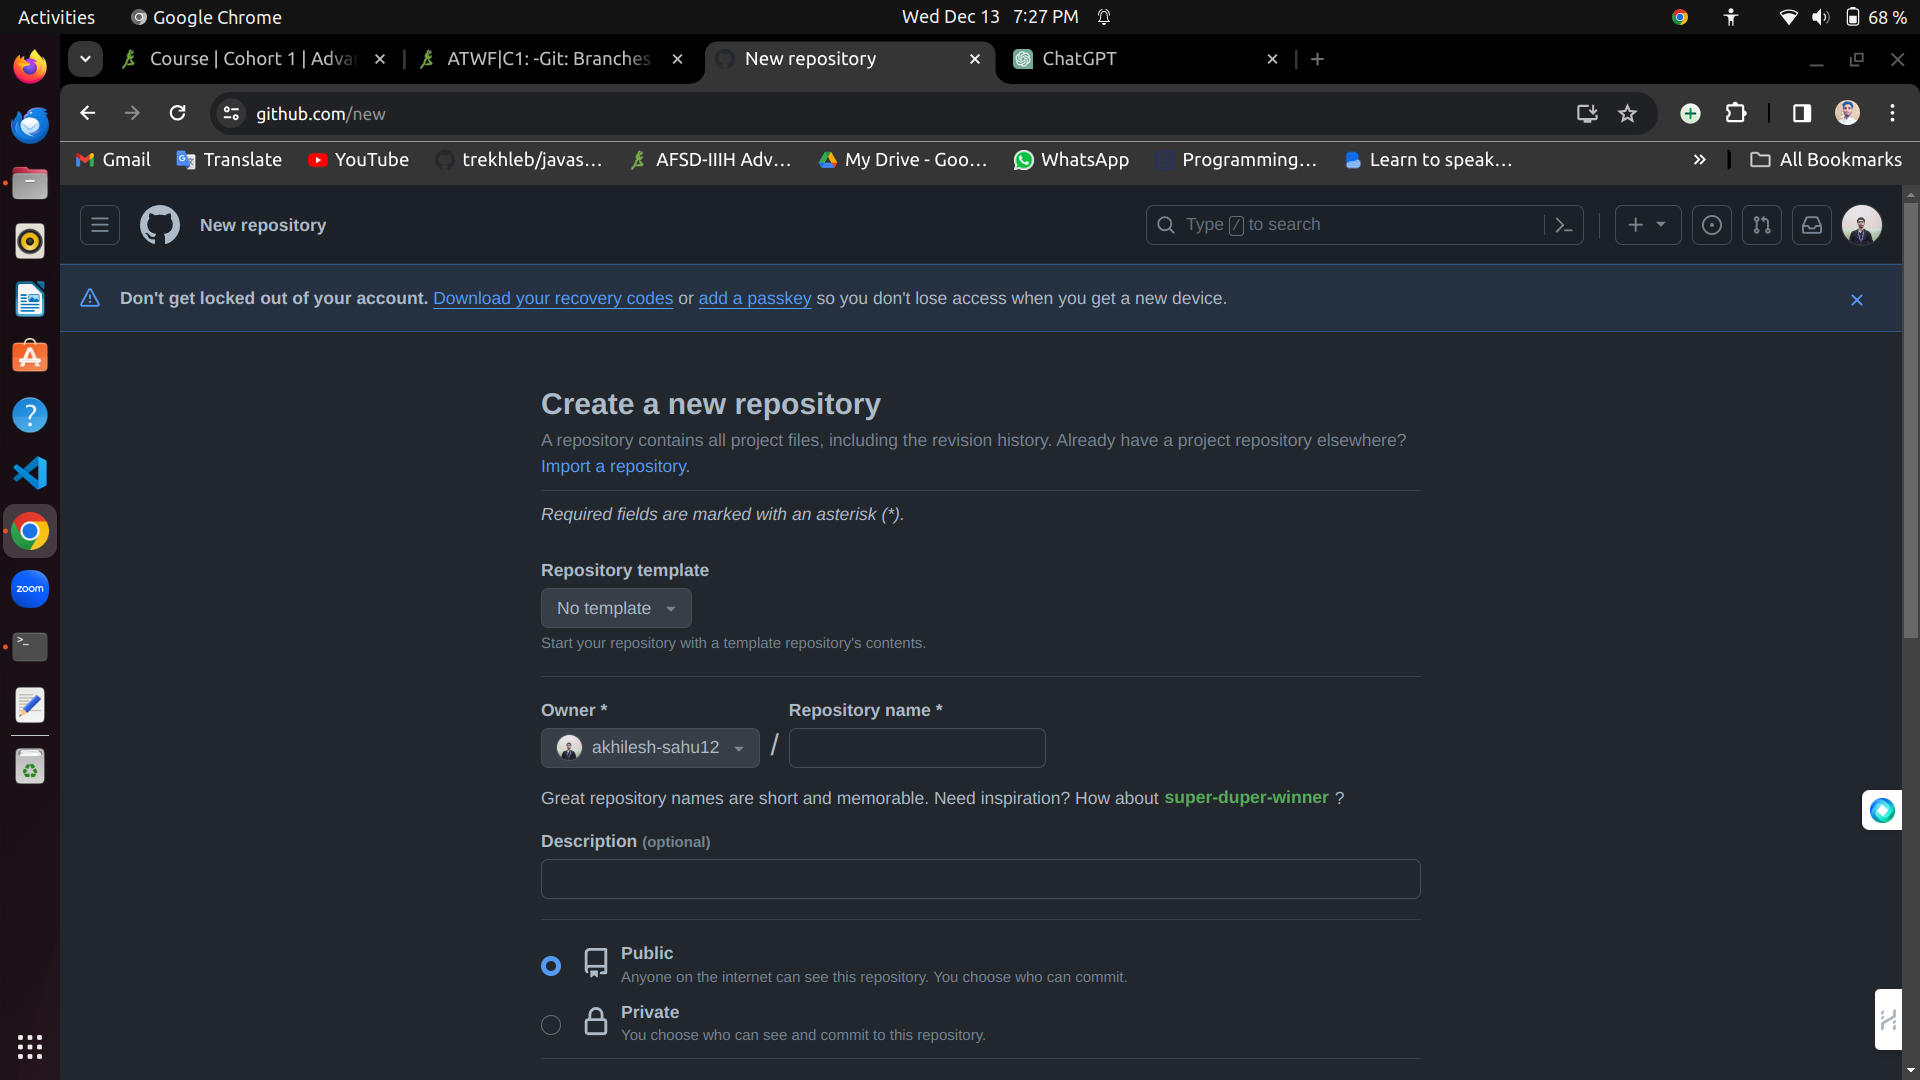 Activities
Google Chrome
Wed Dec 13 7:27 PM
68 %
Course | Cohort 1 | Adva
ATWF|C1: -Git: Branches
New repository
ChatGPT
github.com/new
Gmail
Translate
YouTube
trekhleb/javas...
AFSD-IIIH Adv...
My Drive - Goo...
WhatsApp
Programming...
Learn to speak...
»
All Bookmarks
New repository
Type / to search
Don't get locked out of your account. Download your recovery codes or add a passkey so you don't lose access when you get a new device.
Create a new repository
A repository contains all project files, including the revision history. Already have a project repository elsewhere?
Import a repository.
Required fields are marked with an asterisk (*).
Repository template
No template
Start your repository with a template repository's contents.
Owner *
Repository name *
akhilesh-sahu12
/
Great repository names are short and memorable. Need inspiration? How about super-duper-winner ?
Description (optional)
Public
Anyone on the internet can see this repository. You choose who can commit.
Private
You choose who can see and commit to this repository.
zoom